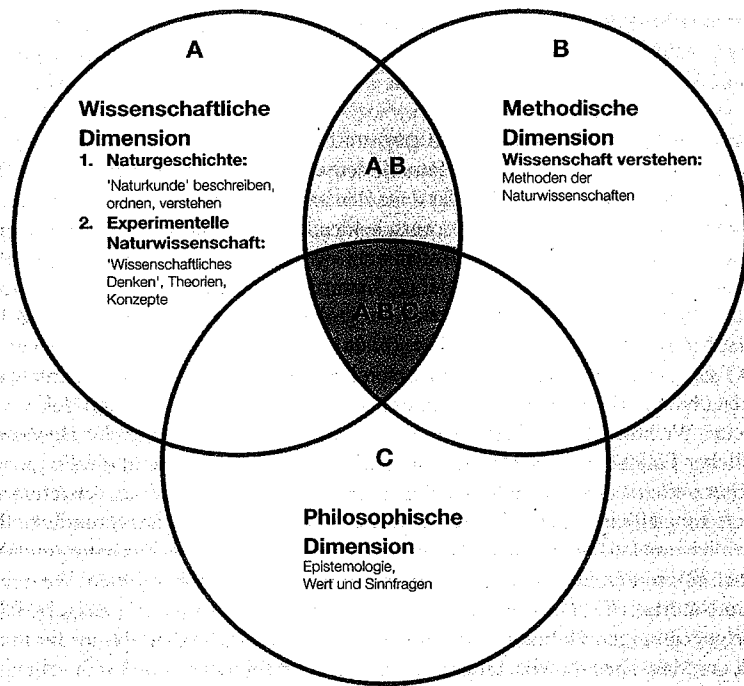 A
Wissenschaftliche
Dimension
1. Naturgeschichte:
'Naturkunde' beschreiben,
ordnen, verstehen
2. Experimentelle
Naturwissenschaft:
'Wissenschaftliches
Denken', Theorien,
Konzepte
B
Methodische
Dimension
Wissenschaft verstehen:
Methoden der
Naturwissenschaften
A B
A B C
C
Philosophische
Dimension
Epistemologie,
Wert und Sinnfragen